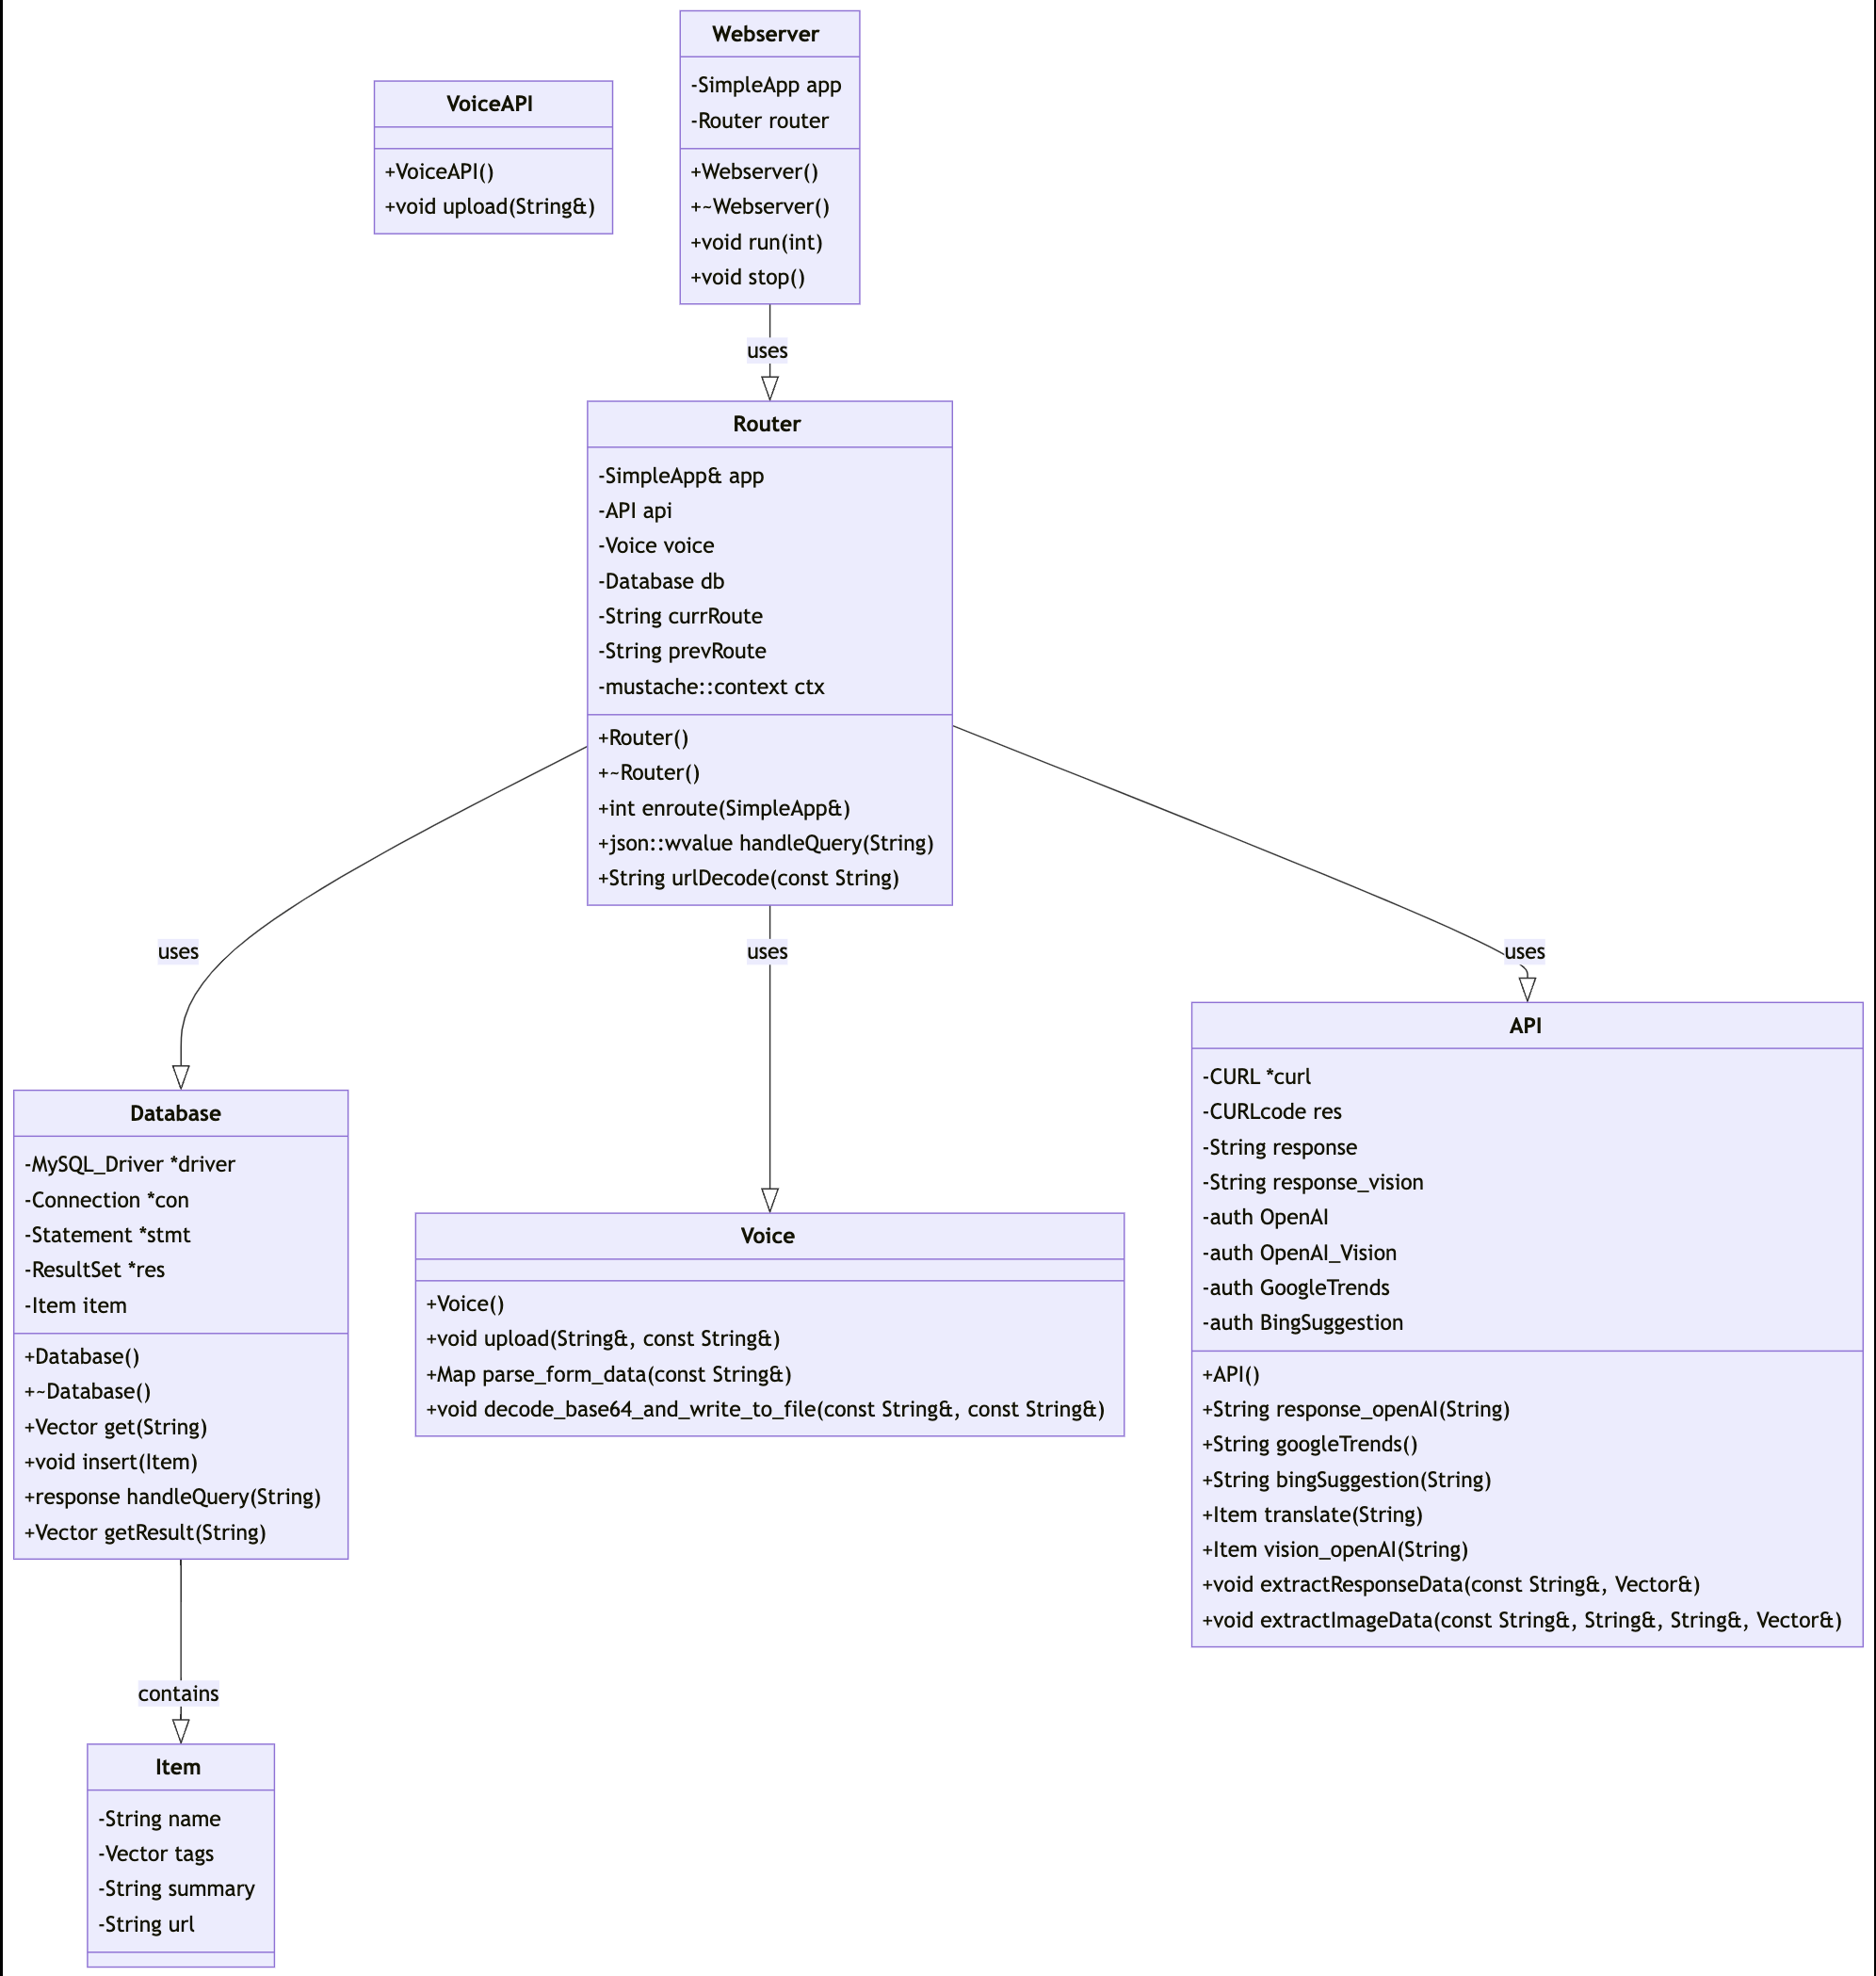 VoiceAPI
+VoiceAPI()
+void upload(String&)
Webserver
-SimpleApp app
-Router router
+Webserver()
+~Webserver()
+void run(int)
+void stop()
uses
Router
-SimpleApp& app
-API api
-Voice voice
-Database db
-String currRoute
-String prevRoute
-mustache::context ctx
+Router()
+~Router()
+int enroute(SimpleApp&)
+json::wvalue handleQuery(String)
+String urlDecode(const String)
uses
uses
uses
Database
-MySQL_Driver *driver
-Connection *con
-Statement *stmt
-ResultSet *res
-Item item
+Database()
+~Database()
+Vector get(String)
+void insert(Item)
+response handleQuery(String)
+Vector getResult(String)
Voice
+Voice()
+void upload(String&, const String&)
+Map parse_form_data(const String&)
+void decode_base64_and_write_to_file(const String&, const String&)
API
-CURL *curl
-CURLcode res
-String response
-String response_vision
-auth OpenAI
-auth OpenAI_Vision
-auth GoogleTrends
-auth BingSuggestion
+API()
+String response_openAI(String)
+String googleTrends()
+String bingSuggestion(String)
+Item translate(String)
+Item vision_openAI(String)
+void extractResponseData(const String&, Vector&)
+void extractImageData(const String&, String&, String&, Vector&)
contains
Item
-String name
-Vector tags
-String summary
-String url